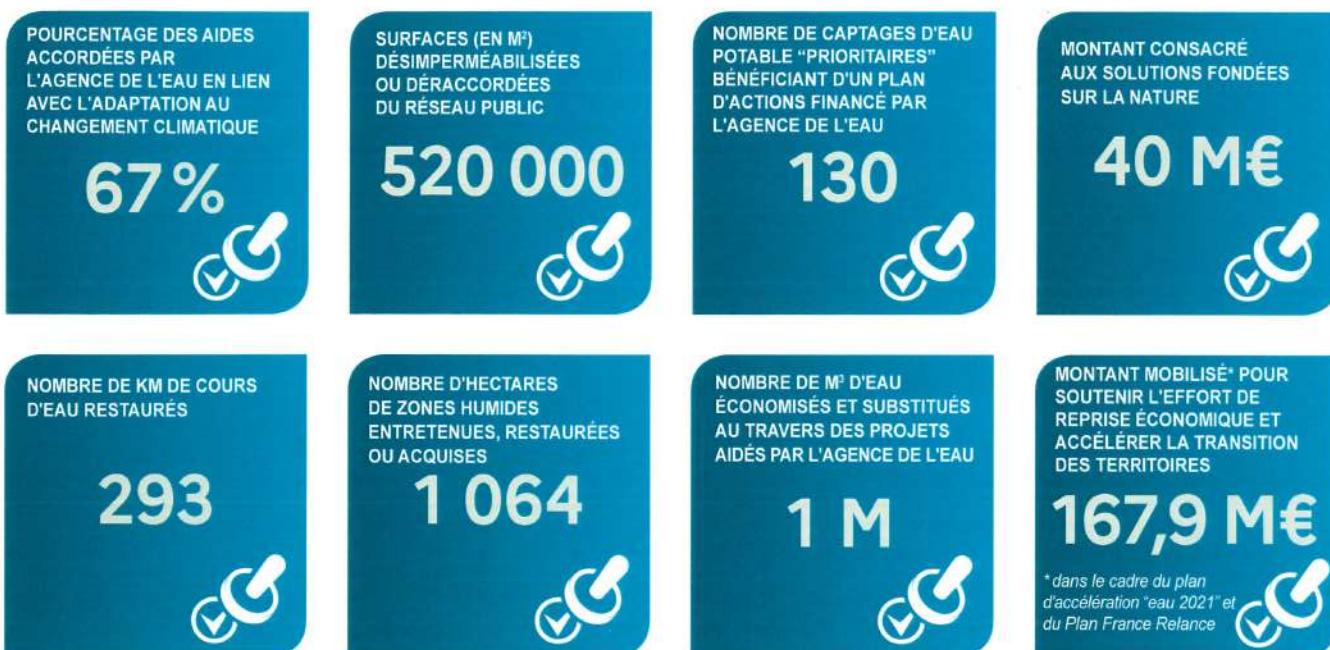 POURCENTAGE DES AIDES
ACCORDÉES PAR
L'AGENCE DE L'EAU EN LIEN
AVEC L'ADAPTATION AU
CHANGEMENT CLIMATIQUE
67 %
SURFACES (EN M²)
DÉSIMPERMÉABILISÉES
OU DÉRACCORDÉES
DU RÉSEAU PUBLIC
520 000
NOMBRE DE CAPTAGES D'EAU
POTABLE "PRIORITAIRES"
BÉNÉFICIANT D'UN PLAN
D'ACTIONS FINANCÉ PAR
L'AGENCE DE L'EAU
130
MONTANT CONSACRÉ
AUX SOLUTIONS FONDÉES
SUR LA NATURE
40 M€
NOMBRE DE KM DE COURS
D'EAU RESTAURÉS
293
NOMBRE D'HECTARES
DE ZONES HUMIDES
ENTRETENUES, RESTAURÉES
OU ACQUISES
1 064
NOMBRE DE M³ D'EAU
ÉCONOMISÉS ET SUBSTITUÉS
AU TRAVERS DES PROJETS
AIDÉS PAR L'AGENCE DE L'EAU
1 M
MONTANT MOBILISÉ* POUR
SOUTENIR L'EFFORT DE
REPRISE ÉCONOMIQUE ET
ACCÉLÉRER LA TRANSITION
DES TERRITOIRES
167,9 M€
*dans le cadre du plan
d'accélération "eau 2021" et
du Plan France Relance